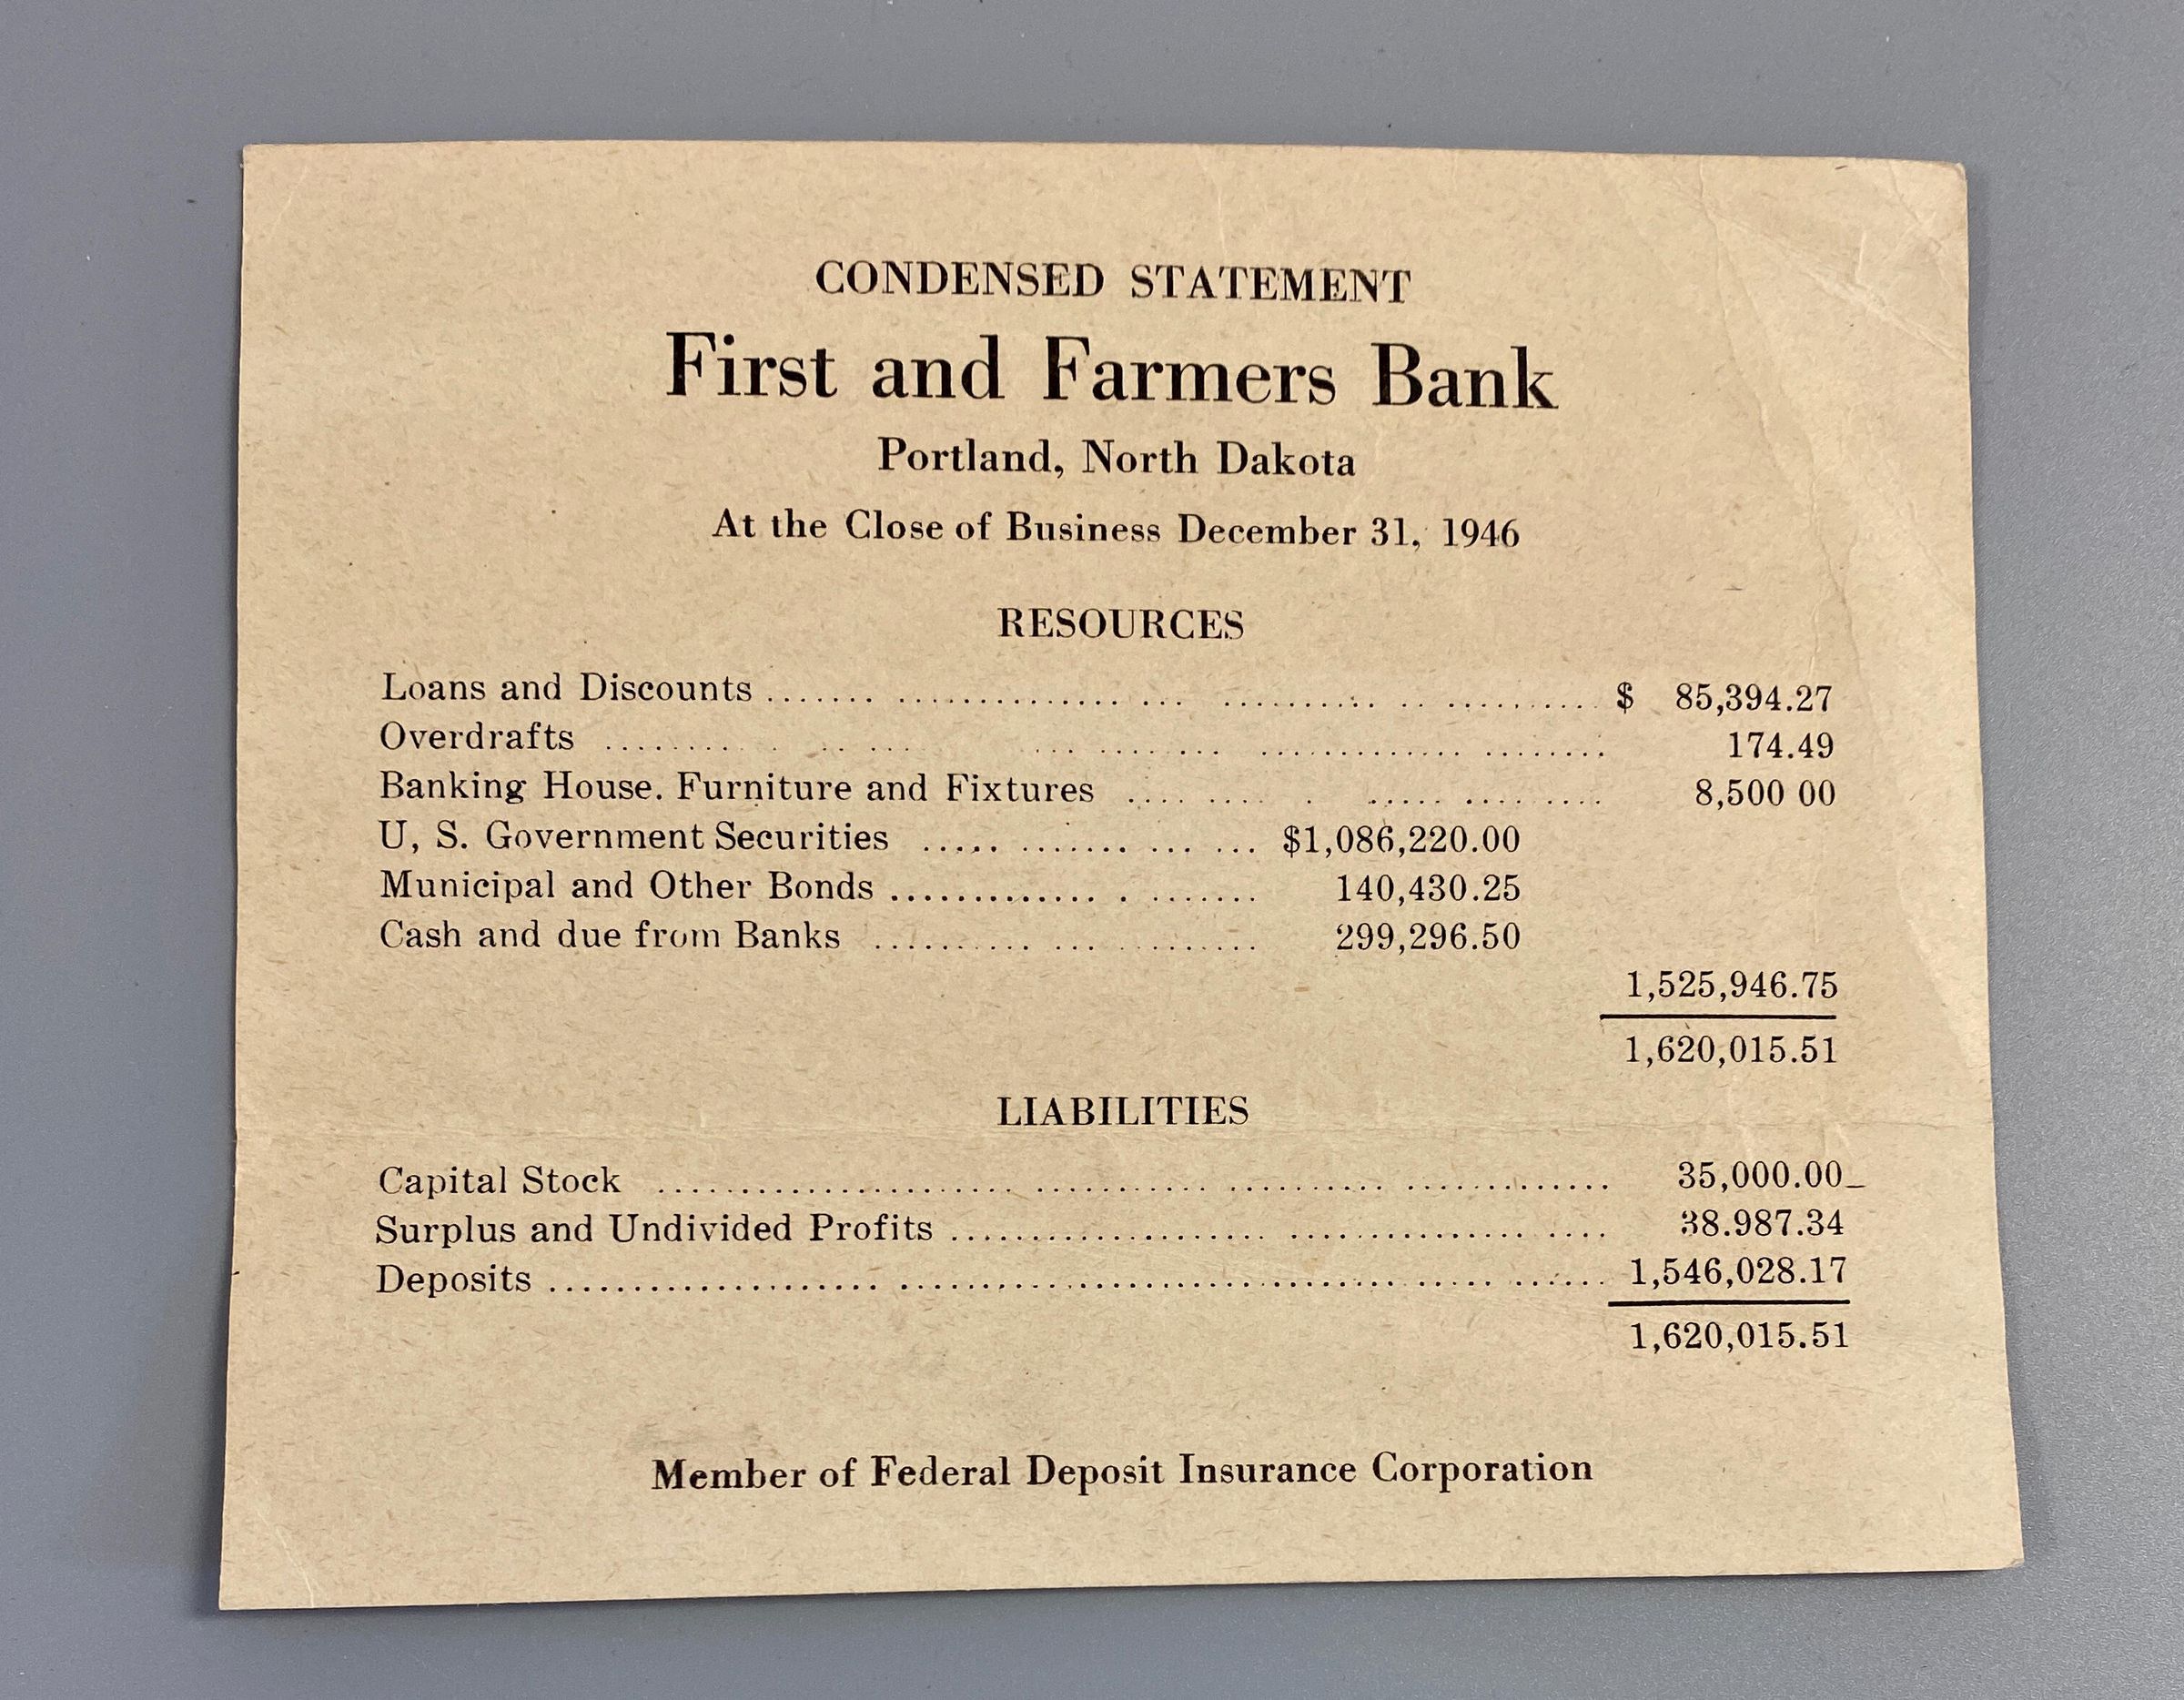 CONDENSED STATEMENT
First and Farmers Bank
Portland, North Dakota
At the Close of Business December 31, 1946
RESOURCES
Loans and Discounts ....... ................ ... .......... .. ........... $ 85,394.27
Overdrafts ........ . .. ... ... ......... ............... ......... 174.49
Banking House. Furniture and Fixtures .... .... . ..... .... .... 8,500 00
U, S. Government Securities ..... ....... ... ... $1,086,220.00
Municipal and Other Bonds ............. . ....... 140,430.25
Cash and due from Banks .......... ... ......... 299,296.50
1,525,946.75
1,620,015.51
LIABILITIES
Capital Stock .......................... ............. ........... ............... 35,000.00_
Surplus and Undivided Profits ....................... ................. .... 38.987.34
Deposits ........................ .................................... ..... ....... 1,546,028.17
1,620,015.51
Member of Federal Deposit Insurance Corporation